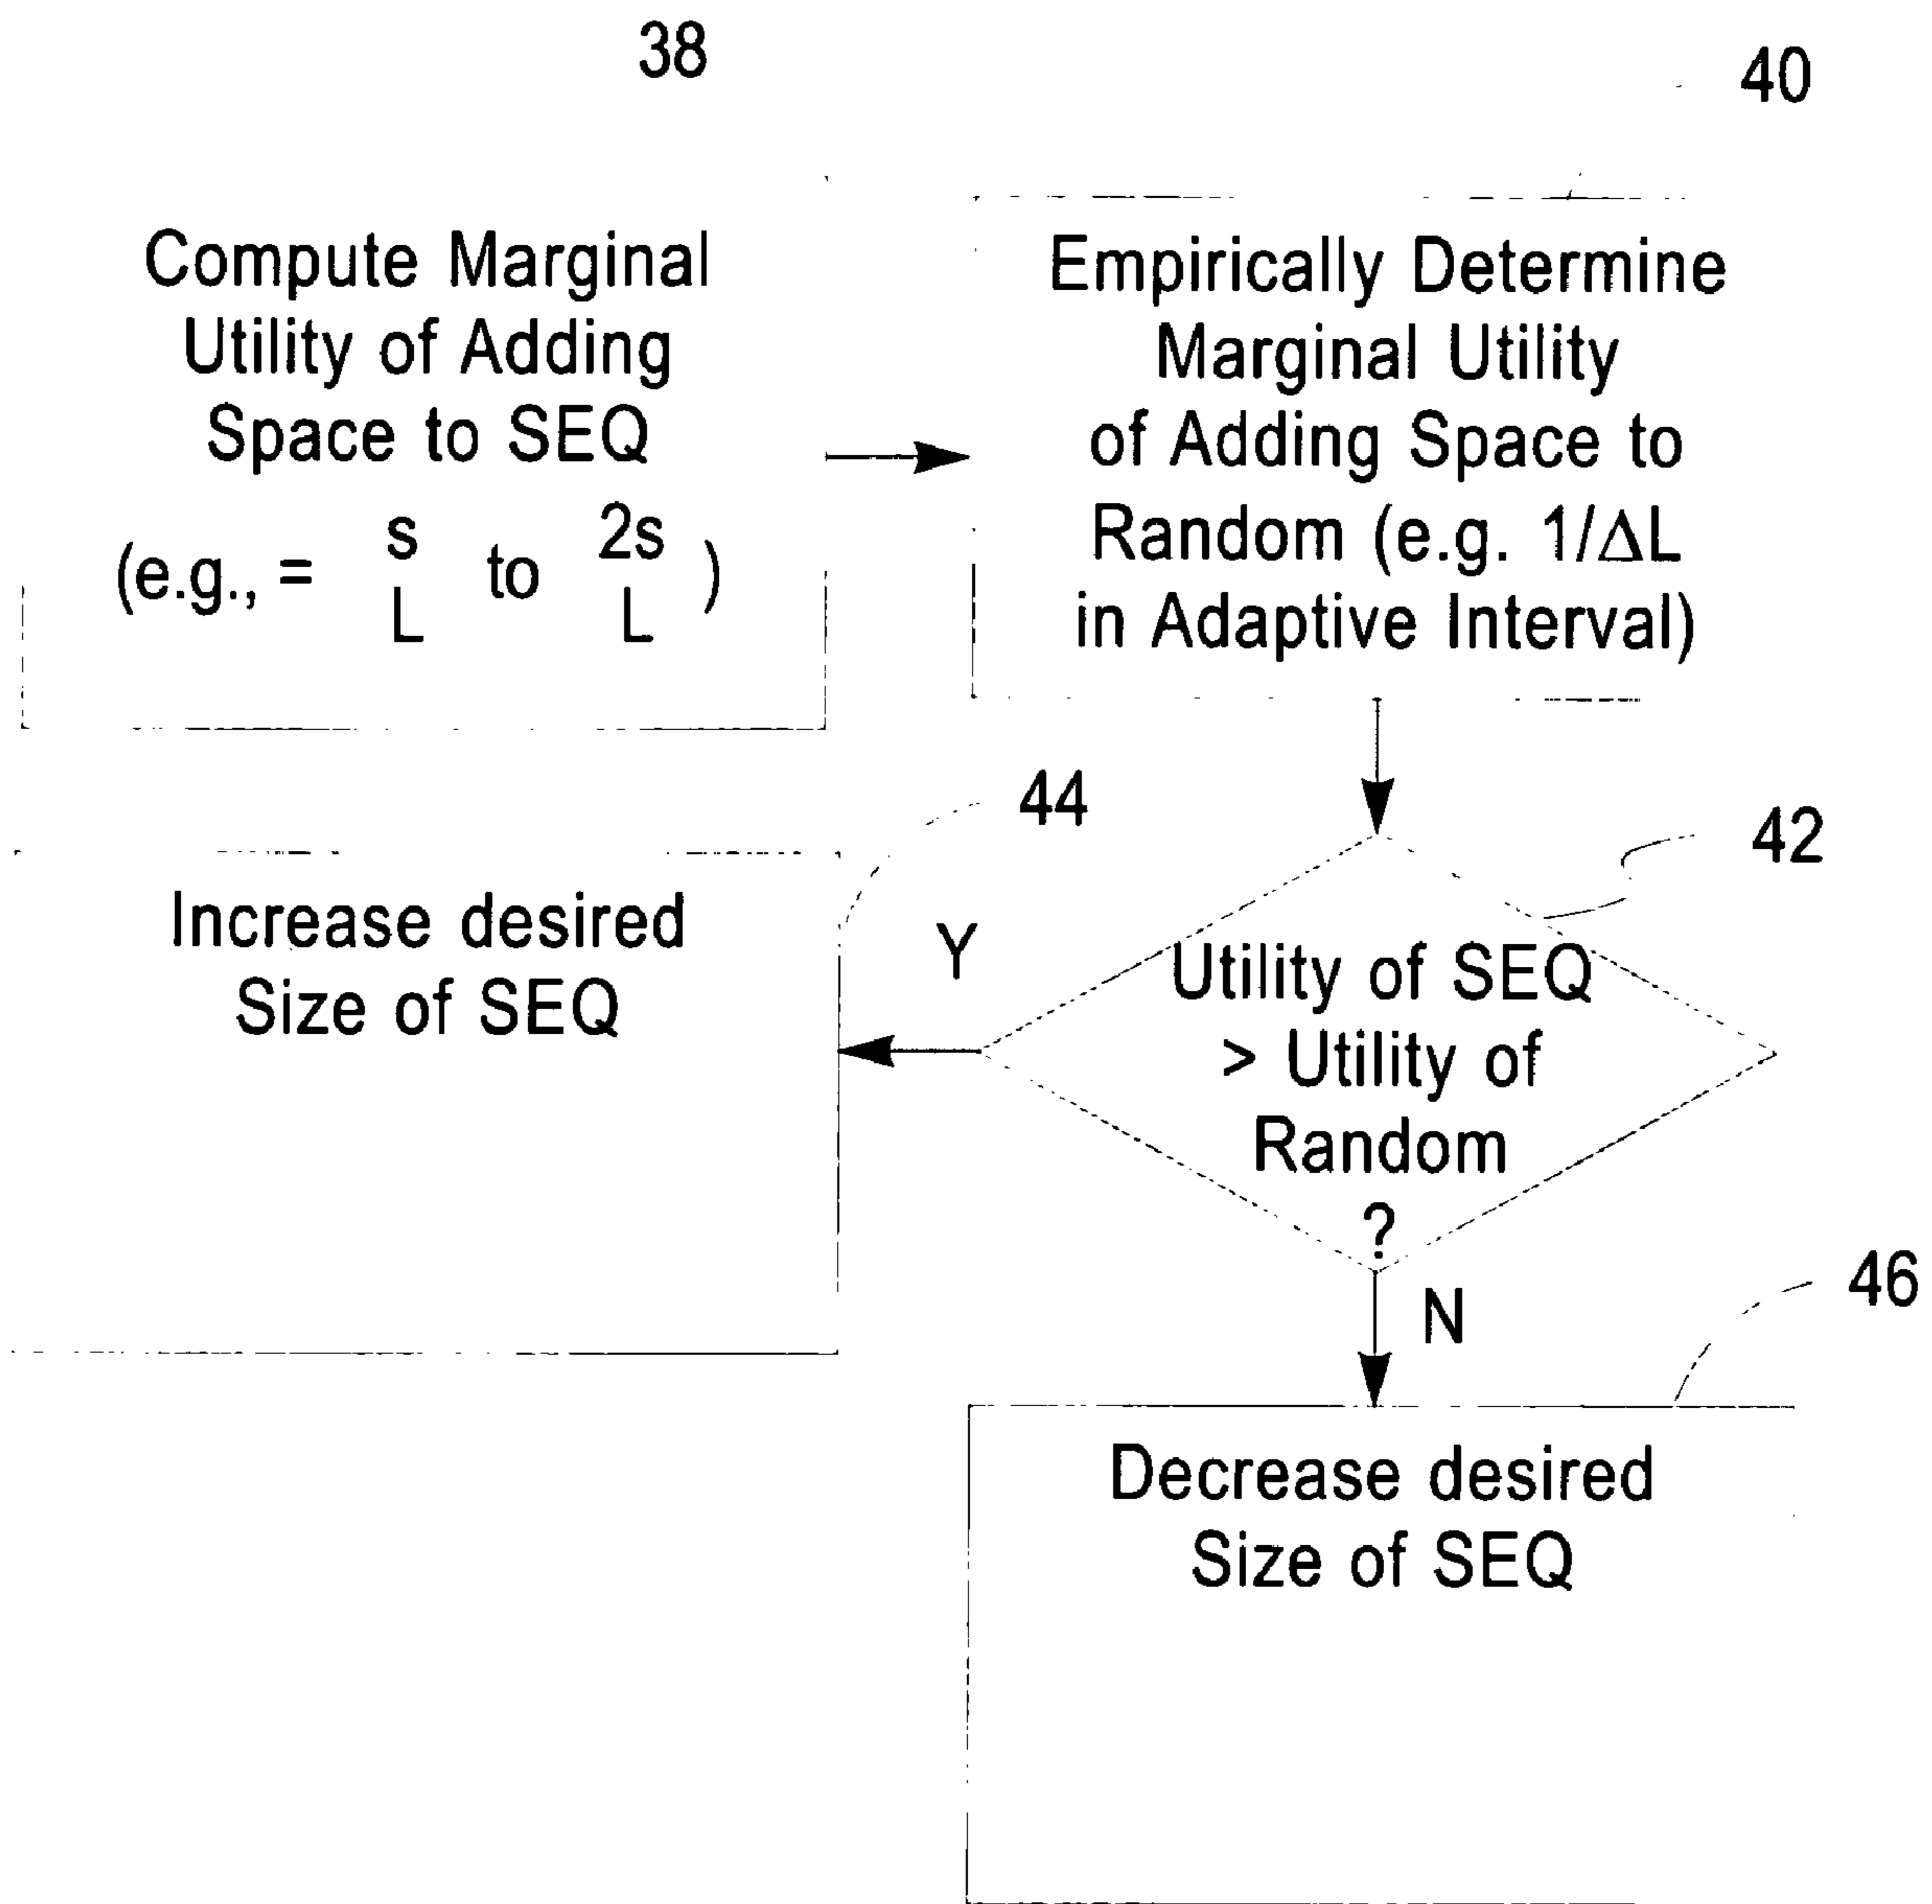 38
Compute Marginal
Utility of Adding
Space to SEQ
(e.g., = s/L to 2s/L )
40
Empirically Determine
Marginal Utility
of Adding Space to
Random (e.g. 1/ΔL
in Adaptive Interval)
42
Utility of SEQ
> Utility of
Random
?
Y
44
Increase desired
Size of SEQ
N
46
Decrease desired
Size of SEQ